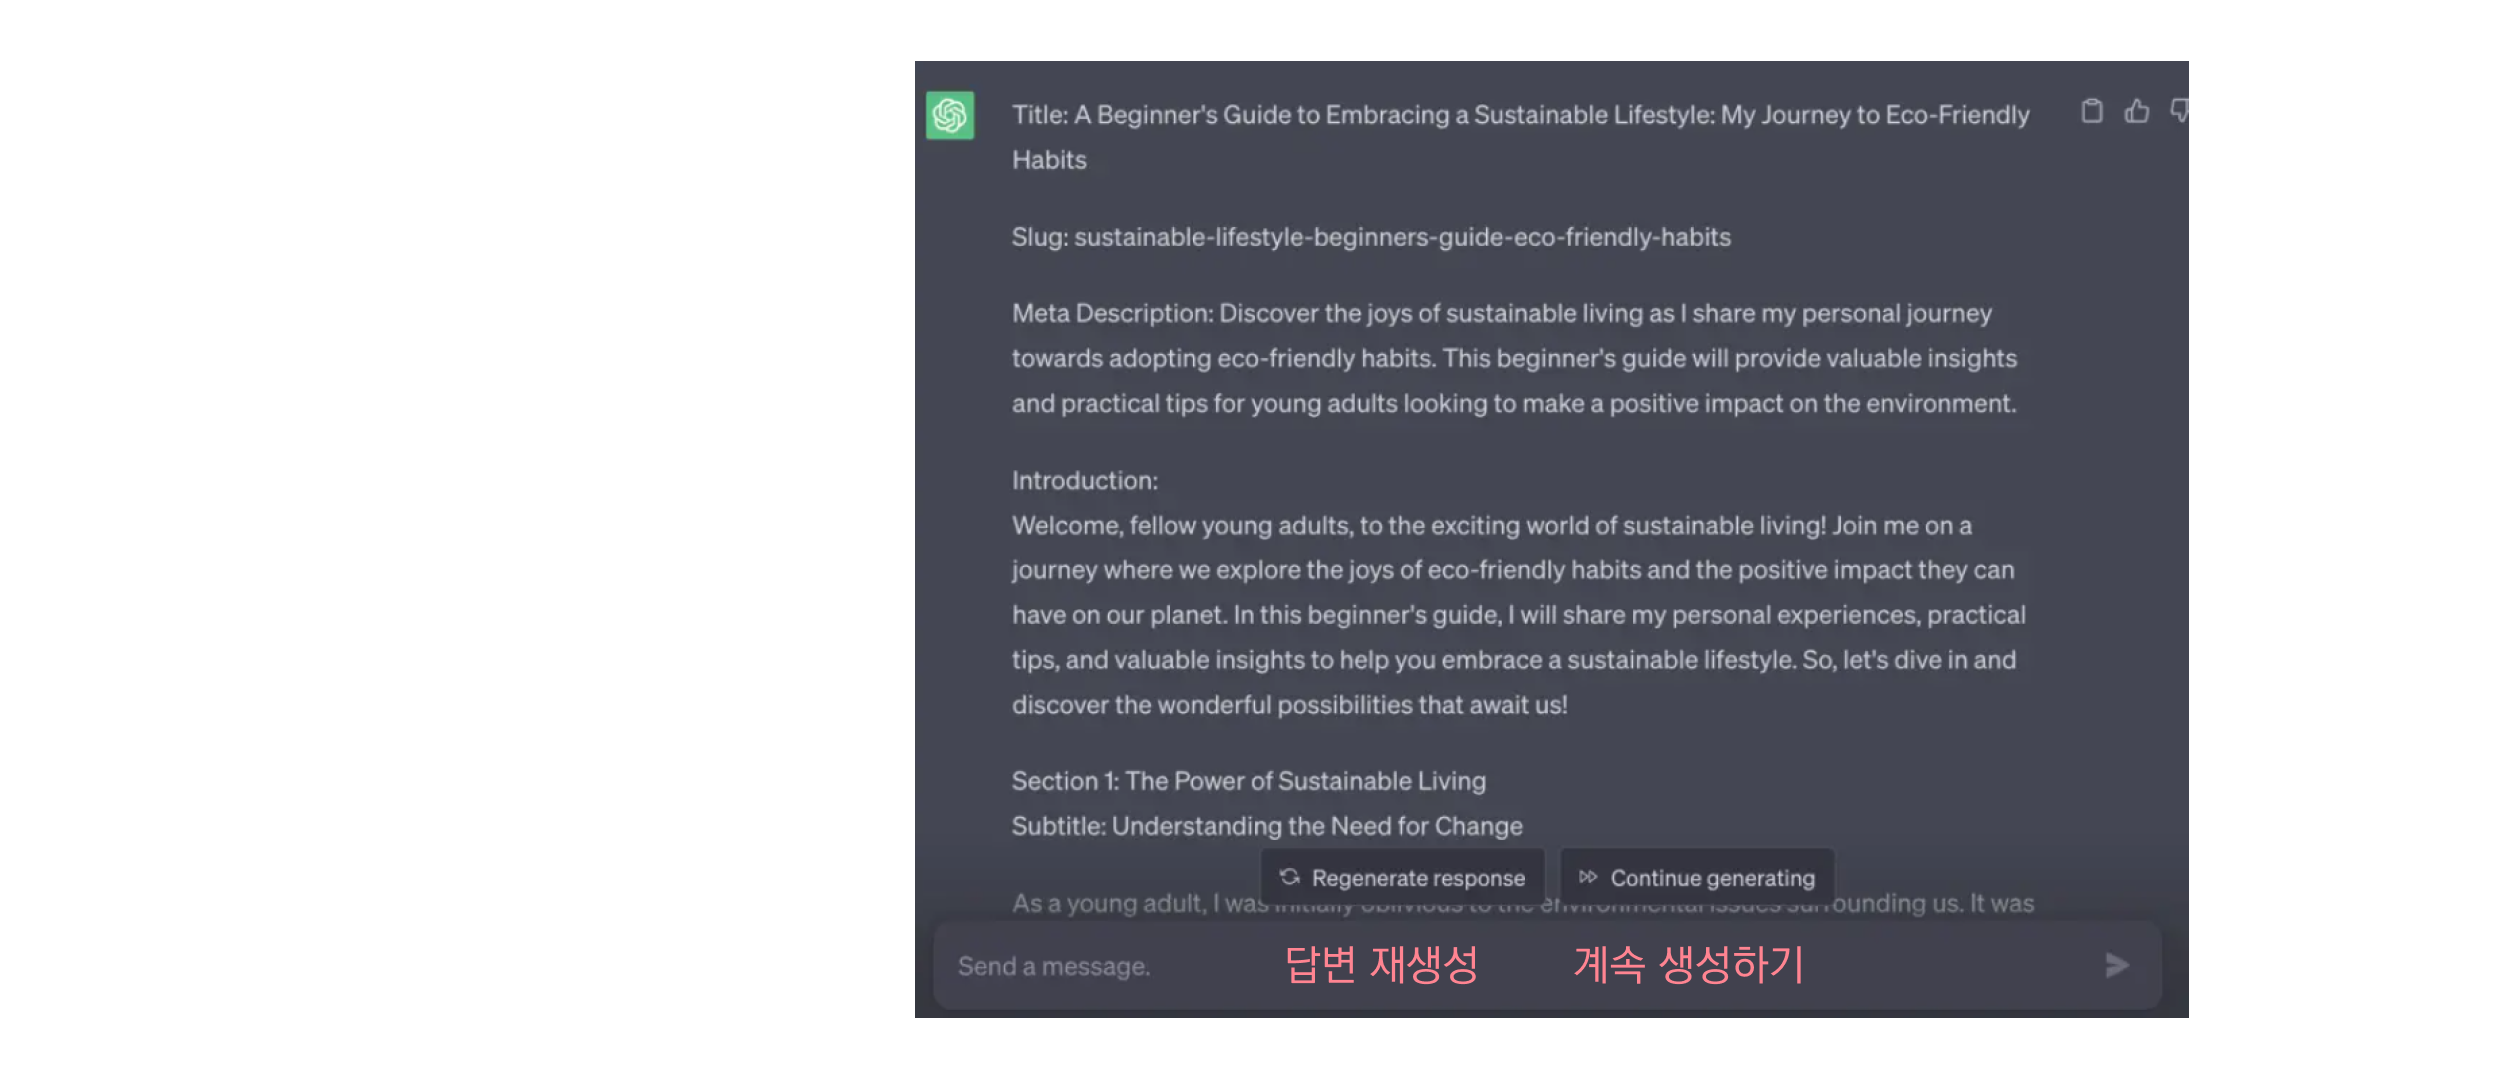 Title: A Beginner's Guide to Embracing a Sustainable Lifestyle: My Journey to Eco-Friendly
Habits
Slug: sustainable-lifestyle-beginners-guide-eco-friendly-habits
Meta Description: Discover the joys of sustainable living as I share my personal journey
towards adopting eco-friendly habits. This beginner's guide will provide valuable insights
and practical tips for young adults looking to make a positive impact on the environment.
Introduction:
Welcome, fellow young adults, to the exciting world of sustainable living! Join me on a
journey where we explore the joys of eco-friendly habits and the positive impact they can
have on our planet. In this beginner's guide, I will share my personal experiences, practical
tips, and valuable insights to help you embrace a sustainable lifestyle. So, let's dive in and
discover the wonderful possibilities that await us!
Section 1: The Power of Sustainable Living
Subtitle: Understanding the Need for Change
Regenerate response
Continue generating
As a young adult, I was initially oblivious to the environmental issues surrounding us. It was
Send a message.
답변 재생성
계속 생성하기